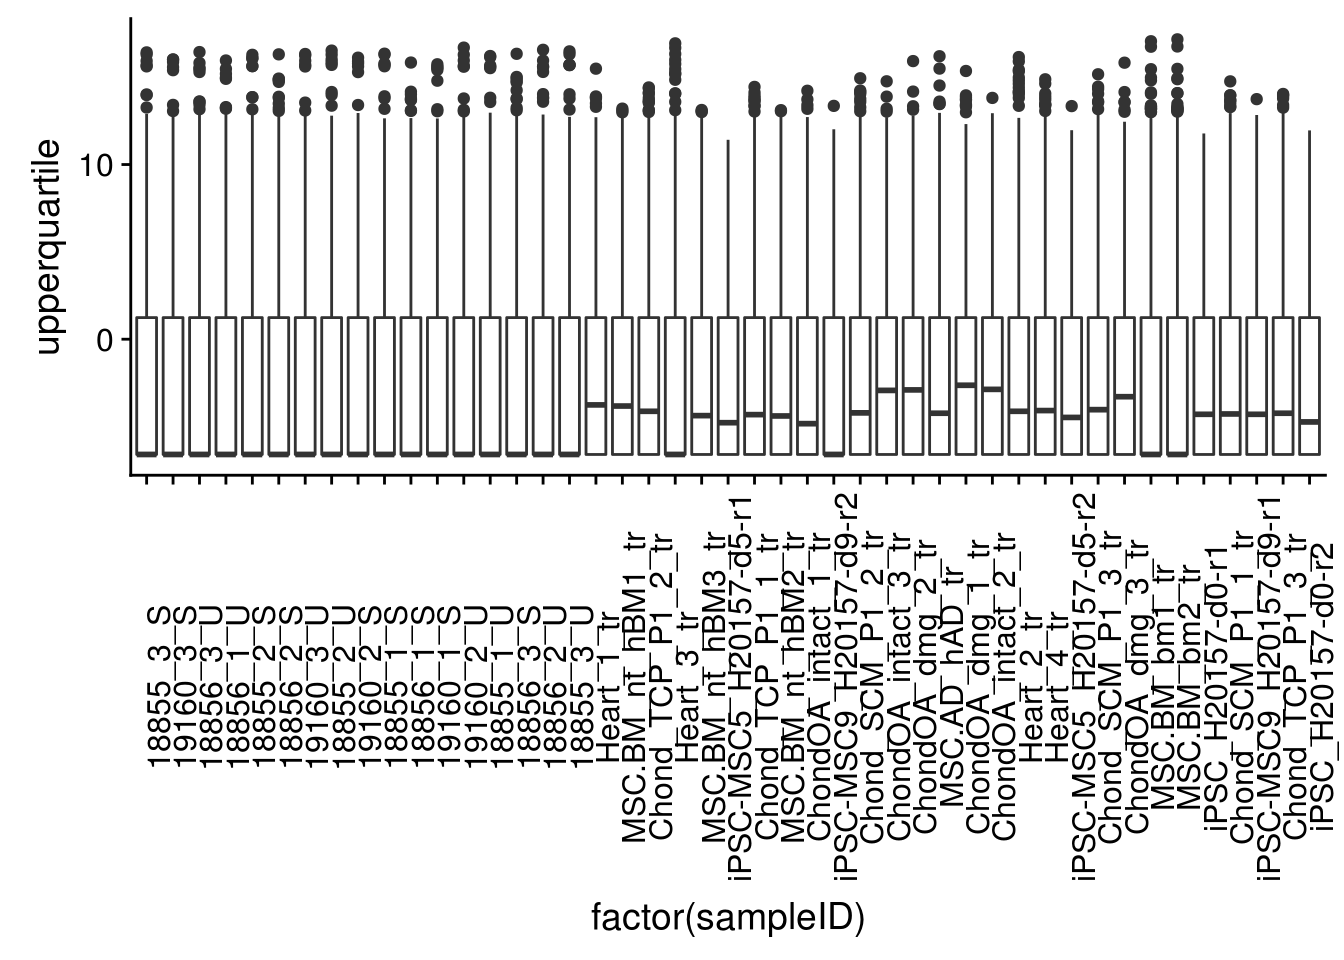 upperquartile
10
0
18855_3_S
19160_3_S
18856_3_U
18856_1_U
18855_2_S
18856_2_S
19160_3_U
18855_2_U
19160_2_S
18855_1_S
18856_1_S
19160_1_S
19160_2_U
18855_1_U
18856_3_S
18856_2_U
18855_3_U
Heart_1_tr
MSC.BM_nt_hBM1_tr
Chond_TCP_P1_2_tr
Heart_3_tr
MSC.BM_nt_hBM3_tr
iPSC-MSC5_H20157-d5-r1
Chond_TCP_P1_1_tr
MSC.BM_nt_hBM2_tr
ChondOA_intact_1_tr
iPSC-MSC9_H20157-d9-r2
Chond_SCM_P1_2_tr
ChondOA_intact_3_tr
ChondOA_dmg_2_tr
MSC.AD_hAD_tr
ChondOA_dmg_1_tr
ChondOA_intact_2_tr
Heart_2_tr
Heart_4_tr
iPSC-MSC5_H20157-d5-r2
Chond_SCM_P1_3_tr
ChondOA_dmg_3_tr
MSC.BM_bm1_tr
MSC.BM_bm2_tr
iPSC_H20157-d0-r1
Chond_SCM_P1_1_tr
iPSC-MSC9_H20157-d9-r1
Chond_TCP_P1_3_tr
iPSC_H20157-d0-r2
factor(sampleID)